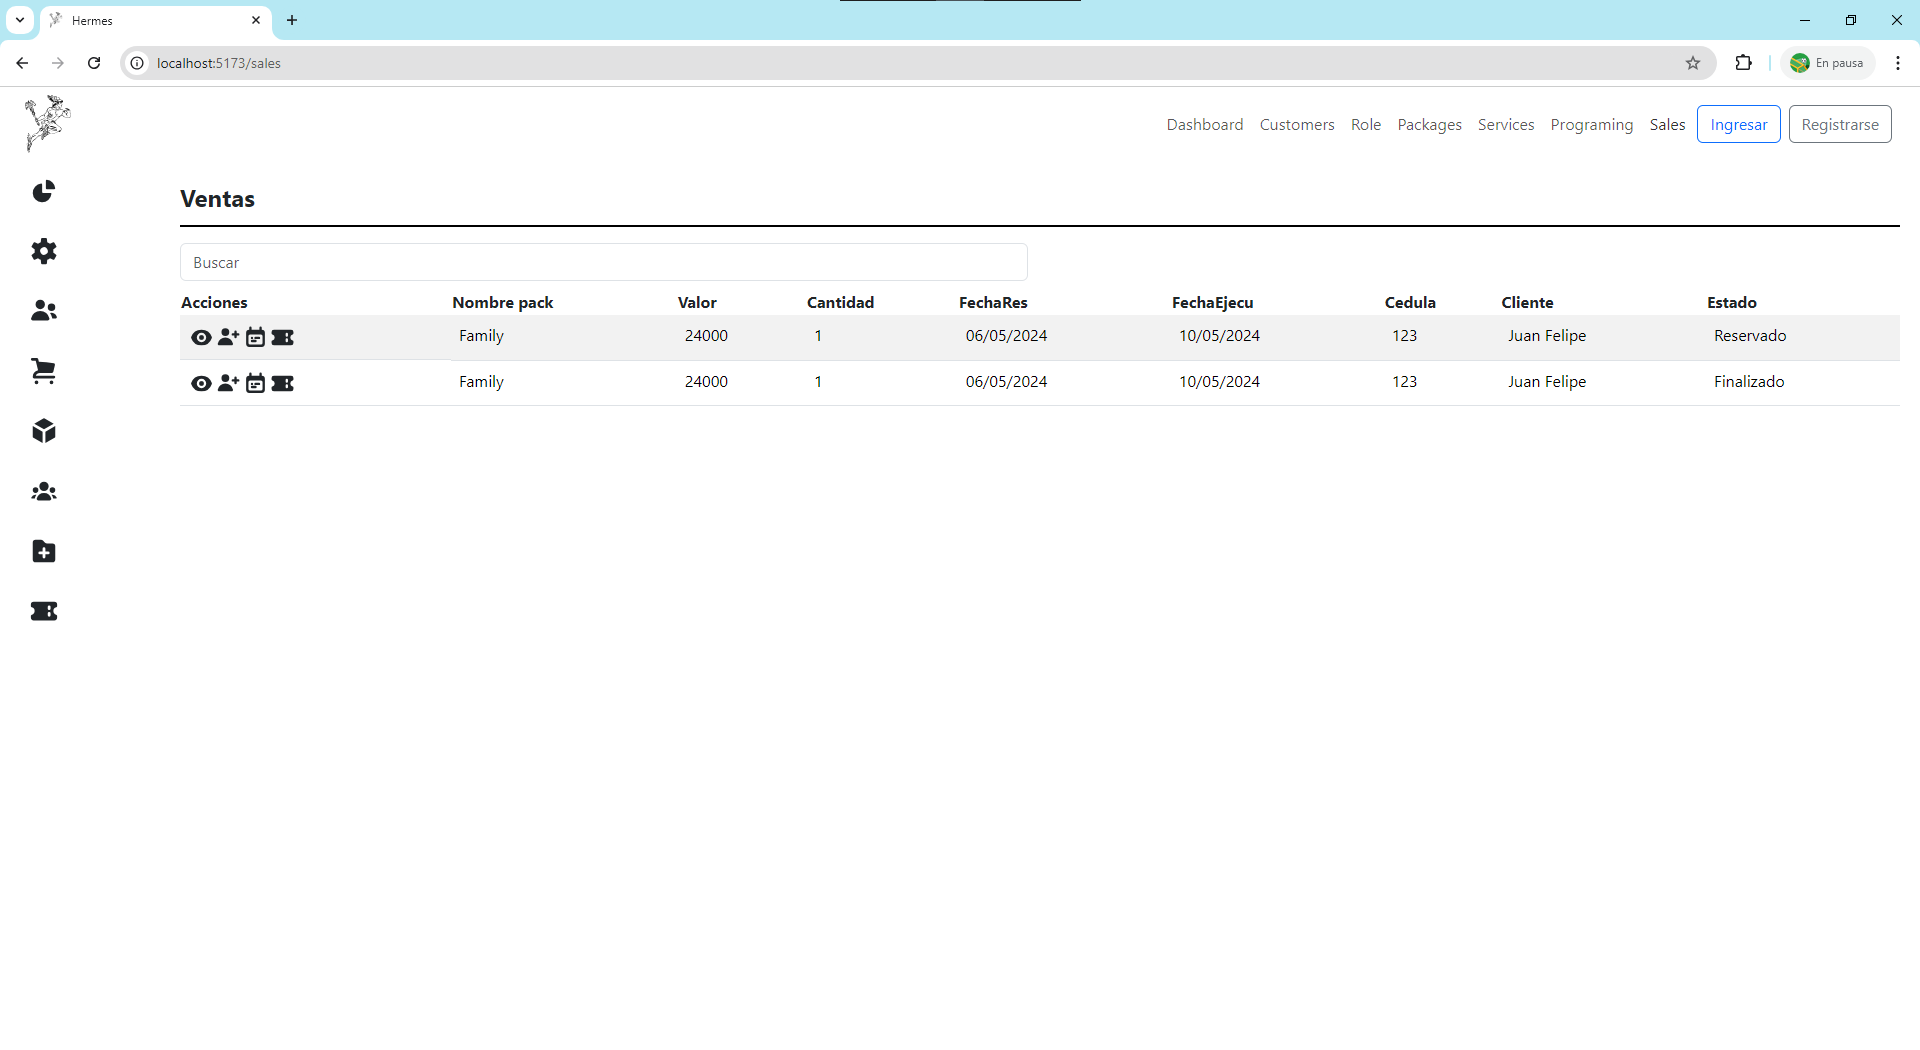 Hermes
localhost:5173/sales
En pausa
Dashboard Customers Role Packages Services Programing Sales Ingresar Registrarse
Ventas
Buscar
Acciones Nombre pack Valor Cantidad FechaRes FechaEjecu Cedula Cliente Estado
Family 24000 1 06/05/2024 10/05/2024 123 Juan Felipe Reservado
Family 24000 1 06/05/2024 10/05/2024 123 Juan Felipe Finalizado